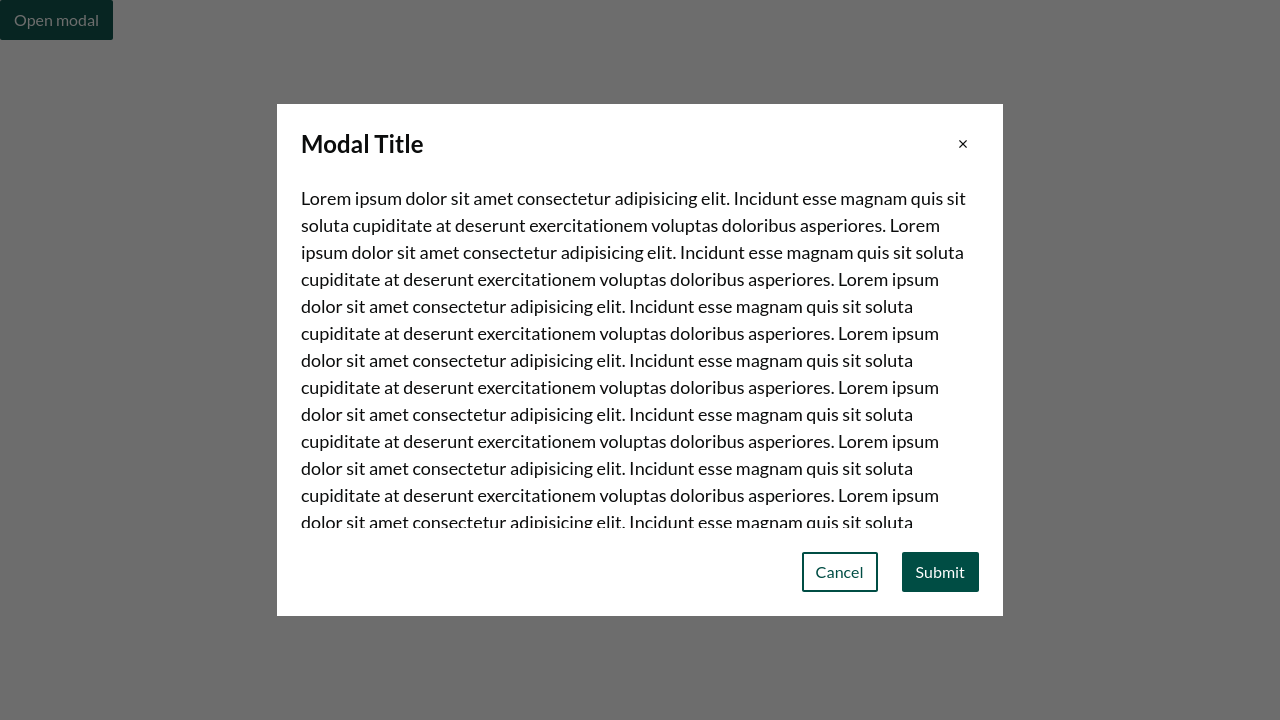 Open modal
Modal Title
×
Lorem ipsum dolor sit amet consectetur adipisicing elit. Incidunt esse magnam quis sit
soluta cupiditate at deserunt exercitationem voluptas doloribus asperiores. Lorem
ipsum dolor sit amet consectetur adipisicing elit. Incidunt esse magnam quis sit soluta
cupiditate at deserunt exercitationem voluptas doloribus asperiores. Lorem ipsum
dolor sit amet consectetur adipisicing elit. Incidunt esse magnam quis sit soluta
cupiditate at deserunt exercitationem voluptas doloribus asperiores. Lorem ipsum
dolor sit amet consectetur adipisicing elit. Incidunt esse magnam quis sit soluta
cupiditate at deserunt exercitationem voluptas doloribus asperiores. Lorem ipsum
dolor sit amet consectetur adipisicing elit. Incidunt esse magnam quis sit soluta
cupiditate at deserunt exercitationem voluptas doloribus asperiores. Lorem ipsum
dolor sit amet consectetur adipisicing elit. Incidunt esse magnam quis sit soluta
cupiditate at deserunt exercitationem voluptas doloribus asperiores. Lorem ipsum
dolor sit amet consectetur adipisicing elit. Incidunt esse magnam quis sit soluta
Cancel
Submit